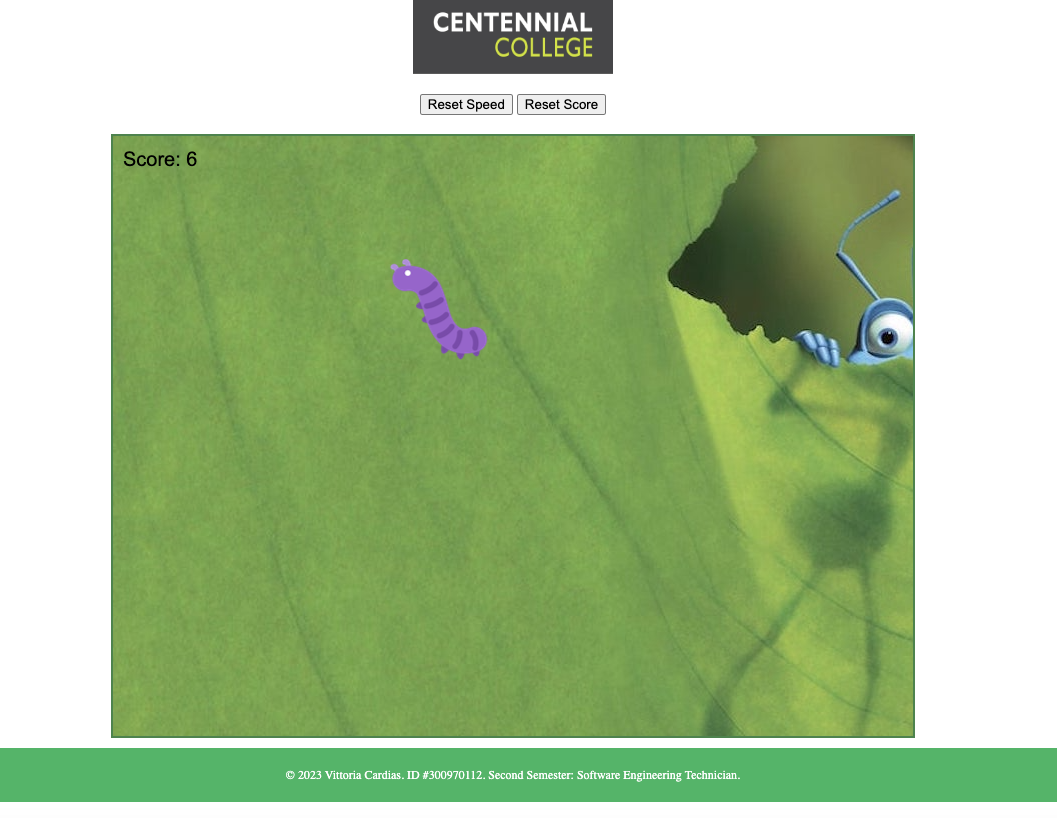 CENTENNIAL
COLLEGE
Reset Speed Reset Score
Score: 6
© 2023 Vittoria Cardias. ID #300970112. Second Semester: Software Engineering Technician.